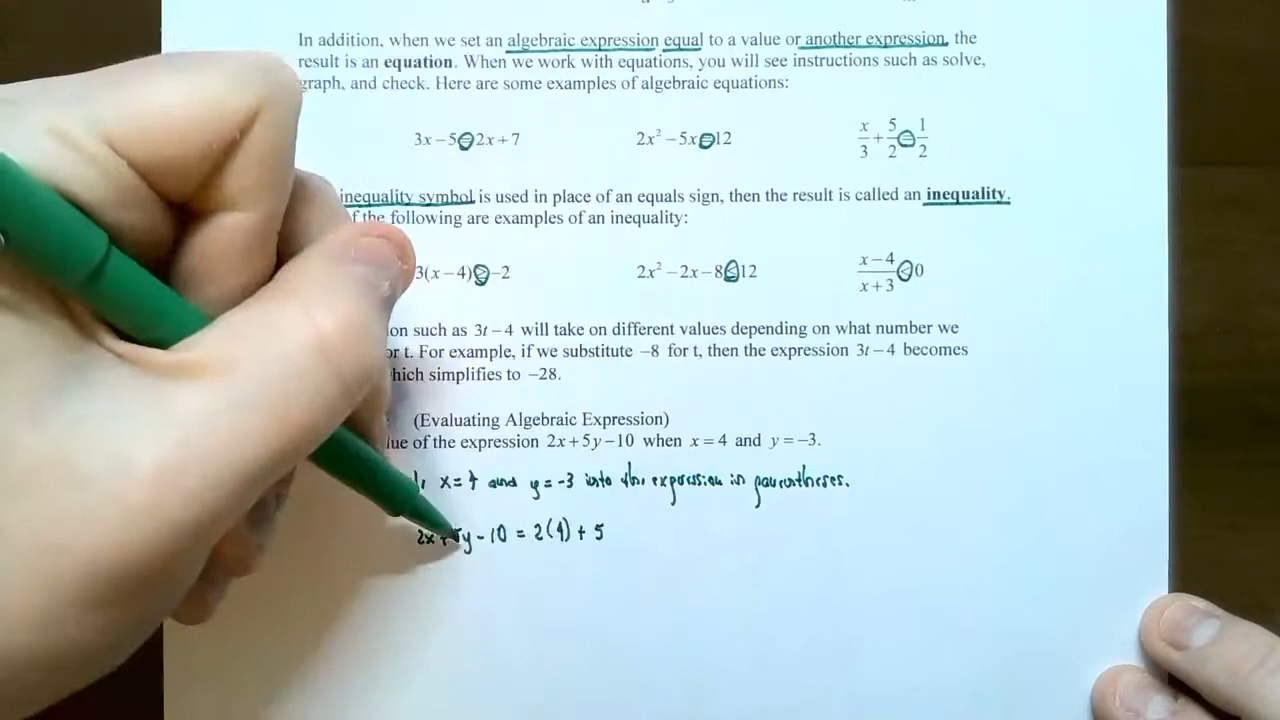 In addition, when we set an algebraic expression equal to a value or another expression, the
result is an equation. When we work with equations, you will see instructions such as solve,
graph, and check. Here are some examples of algebraic equations:
3x − 5 = 2x + 7 2x² − 5x = 12 x/3 + 5/2 = 1/2
inequality symbol is used in place of an equals sign, then the result is called an inequality.
f the following are examples of an inequality:
3(x − 4) ≥ −2 2x² − 2x − 8 ≤ 12 (x − 4)/(x + 3) < 0
on such as 3t − 4 will take on different values depending on what number we
or t. For example, if we substitute −8 for t, then the expression 3t − 4 becomes
hich simplifies to −28.
(Evaluating Algebraic Expression)
lue of the expression 2x + 5y − 10 when x = 4 and y = −3.
x = 4 and y = -3 into the expression in parentheses.
2x + 5y - 10 = 2(4) + 5